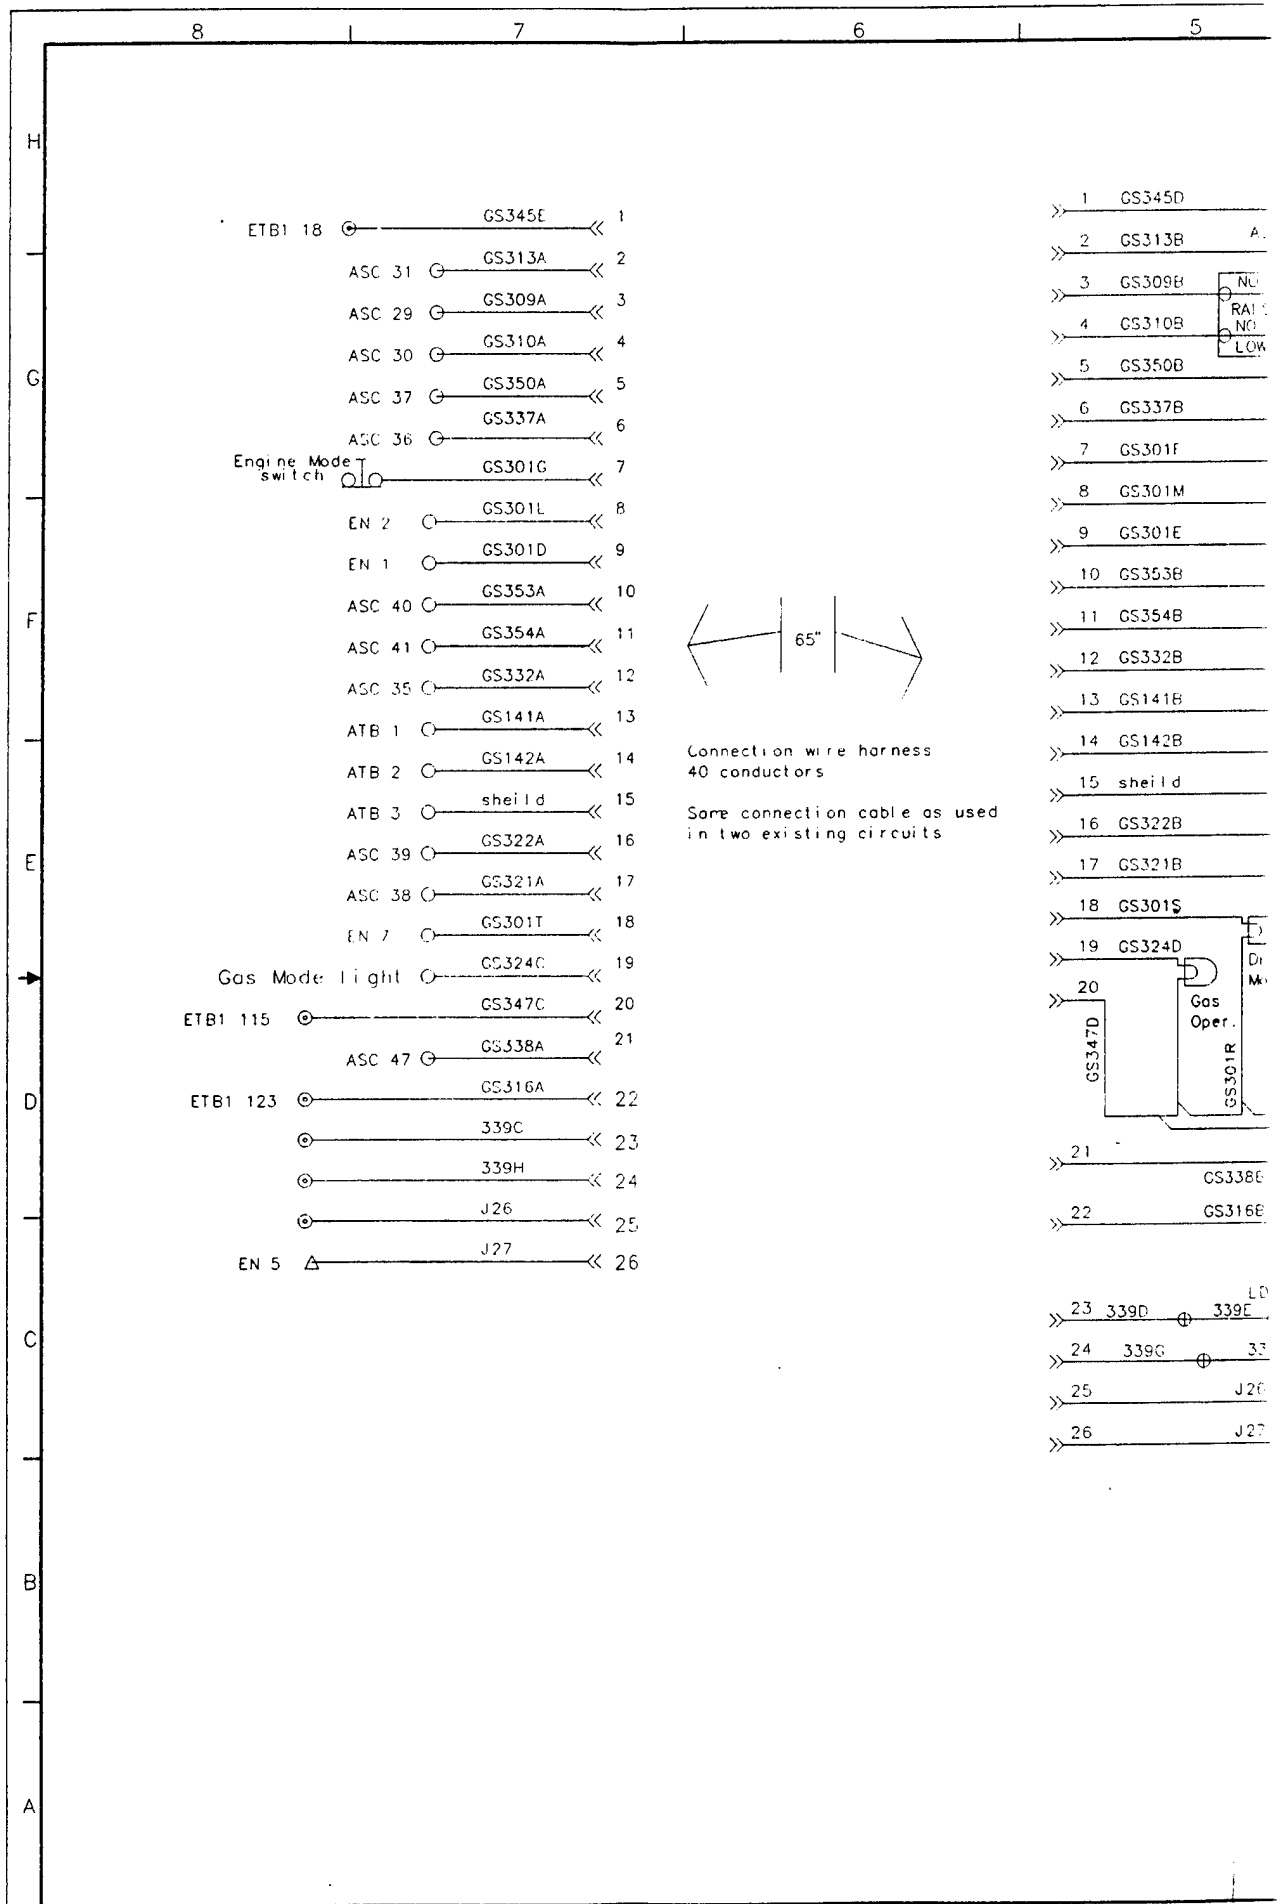 8 7 6 5
H
G
F
E
D
C
B
A
ETB1 18 GS345E 1
ASC 31 GS313A 2
ASC 29 GS309A 3
ASC 30 GS310A 4
ASC 37 GS350A 5
ASC 36 GS337A 6
Engine Mode
switch GS301G 7
EN 2 GS301L 8
EN 1 GS301D 9
ASC 40 GS353A 10
ASC 41 GS354A 11
ASC 35 GS332A 12
ATB 1 GS141A 13
ATB 2 GS142A 14
ATB 3 sheild 15
ASC 39 GS322A 16
ASC 38 GS321A 17
EN 7 GS301T 18
Gas Mode light GS324C 19
ETB1 115 GS347C 20
ASC 47 GS338A 21
ETB1 123 GS316A 22
339C 23
339H 24
J26 25
EN 5 J27 26
65"
Connection wire harness
40 conductors
Same connection cable as used
in two existing circuits
1 GS345D
2 GS313B
3 GS309B NO
4 GS310B NO
LOW
5 GS350B
6 GS337B
7 GS301F
8 GS301M
9 GS301E
10 GS353B
11 GS354B
12 GS332B
13 GS141B
14 GS142B
15 sheild
16 GS322B
17 GS321B
18 GS301S
19 GS324D
20
Gas
Oper.
GS347D
GS301R
21
GS338B
22 GS316B
23 339D 339E
24 339G
25 J26
26 J27